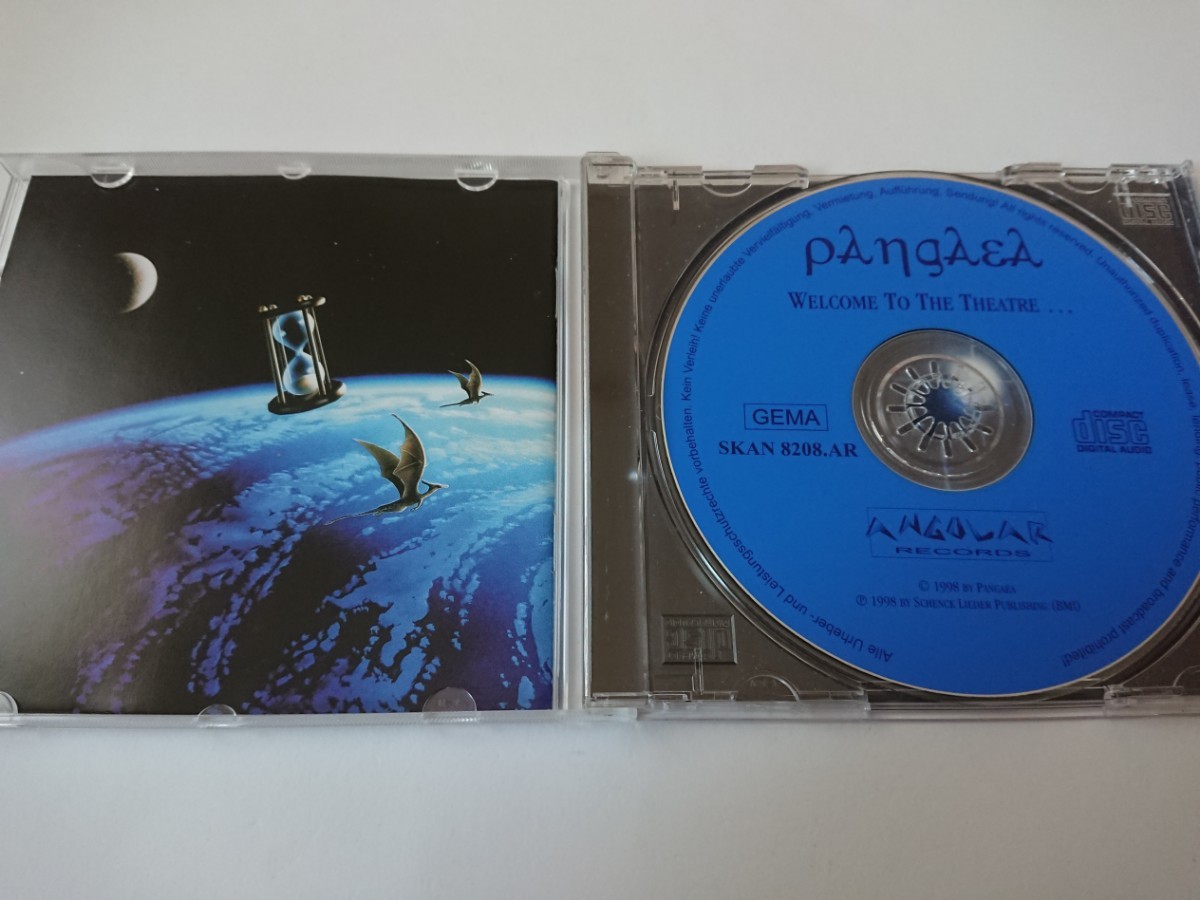 PANGAEA
WELCOME TO THE THEATRE ...
GEMA
SKAN 8208.AR
COMPACT
disc
DIGITAL AUDIO
ANGULAR
RECORDS
© 1998 BY PANGAEA
℗ 1998 BY SCHENCK LIEDER PUBLISHING (BMI)
Alle Urheber- und Leistungsschutzrechte vorbehalten. Kein Verleih! Keine unerlaubte Vervielfältigung, Vermietung, Aufführung, Sendung! All rights reserved. Unauthorized duplication, and broadcast prohibited!
disc